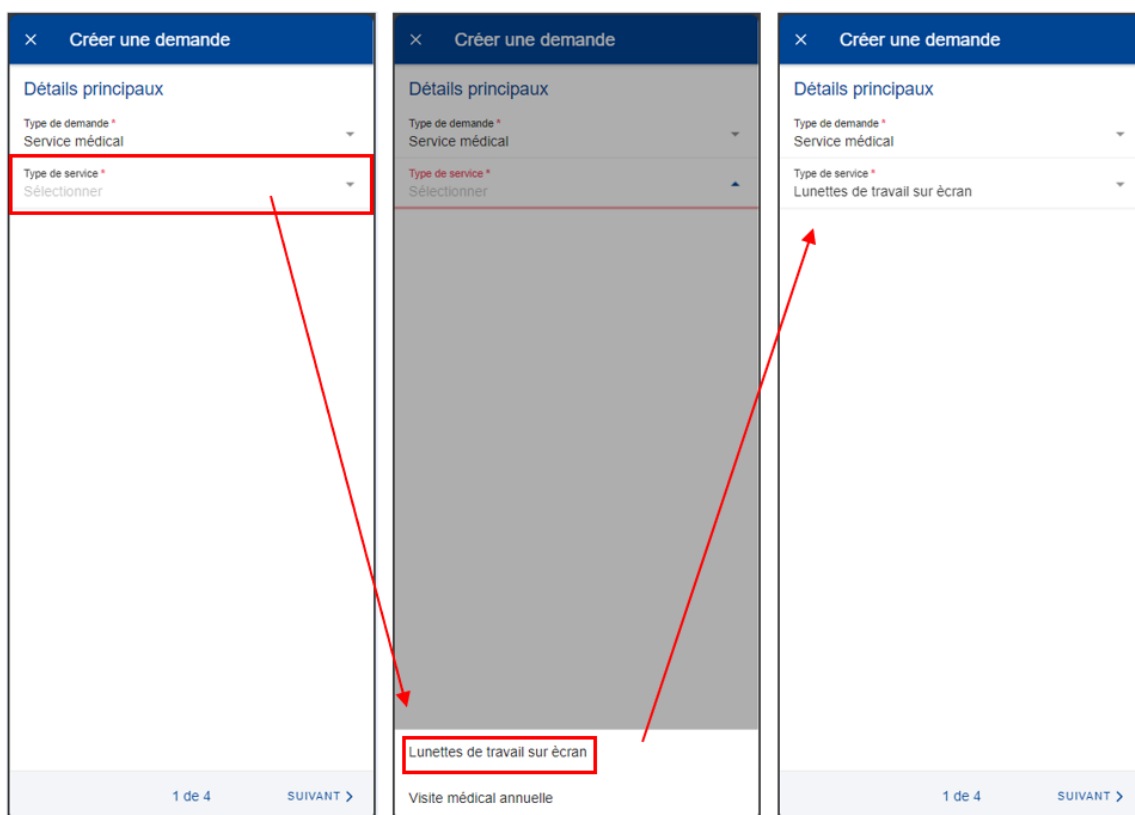 × Créer une demande
Détails principaux
Type de demande *
Service médical
Type de service *
Sélectionner
1 de 4 SUIVANT >
× Créer une demande
Détails principaux
Type de demande *
Service médical
Type de service *
Sélectionner
Lunettes de travail sur ècran
Visite médical annuelle
× Créer une demande
Détails principaux
Type de demande *
Service médical
Type de service *
Lunettes de travail sur ècran
1 de 4 SUIVANT >